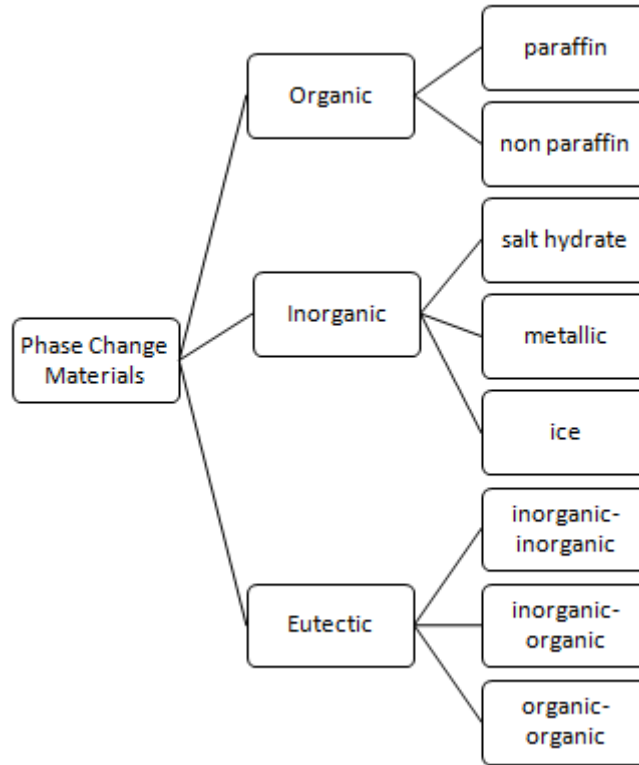 paraffin
Organic
non paraffin
salt hydrate
Inorganic
Phase Change
Materials
metallic
ice
inorganic-
inorganic
Eutectic
inorganic-
organic
organic-
organic